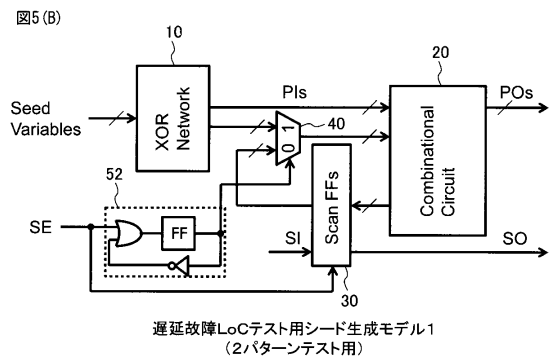 図5(B)
10
20
PIs
POs
Seed
Variables
XOR
Network
1
0
40
Combinational
Circuit
52
Scan FFs
SE
FF
SI
SO
30
遅延故障LoCテスト用シード生成モデル1
(2パターンテスト用)